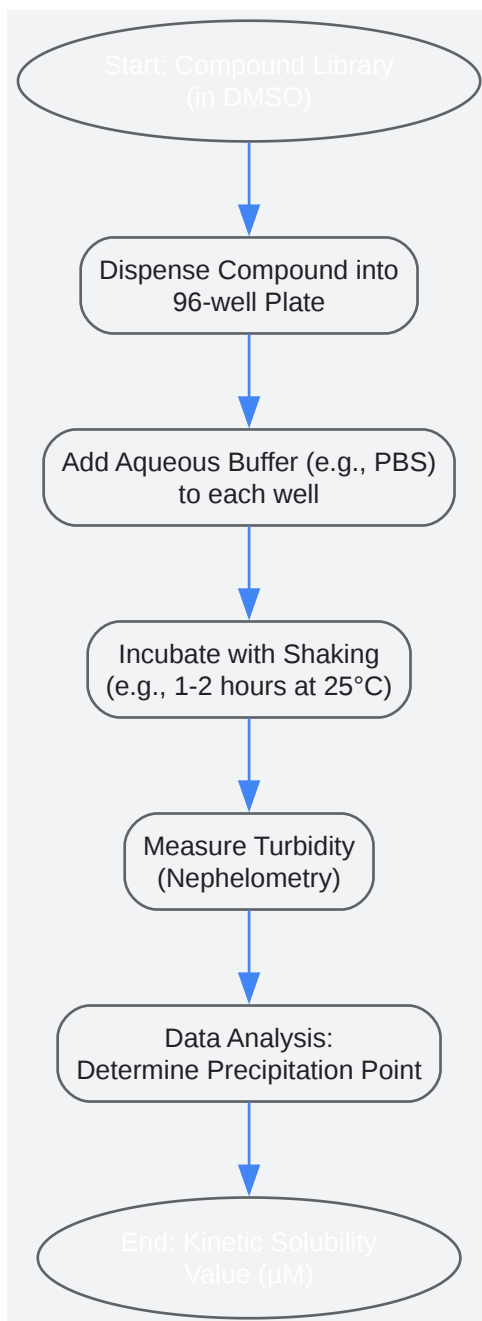 Start: Compound Library
(in DMSO)
Dispense Compound into
96-well Plate
Add Aqueous Buffer (e.g., PBS)
to each well
Incubate with Shaking
(e.g., 1-2 hours at 25°C)
Measure Turbidity
(Nephelometry)
Data Analysis:
Determine Precipitation Point
End: Kinetic Solubility
Value (µM)